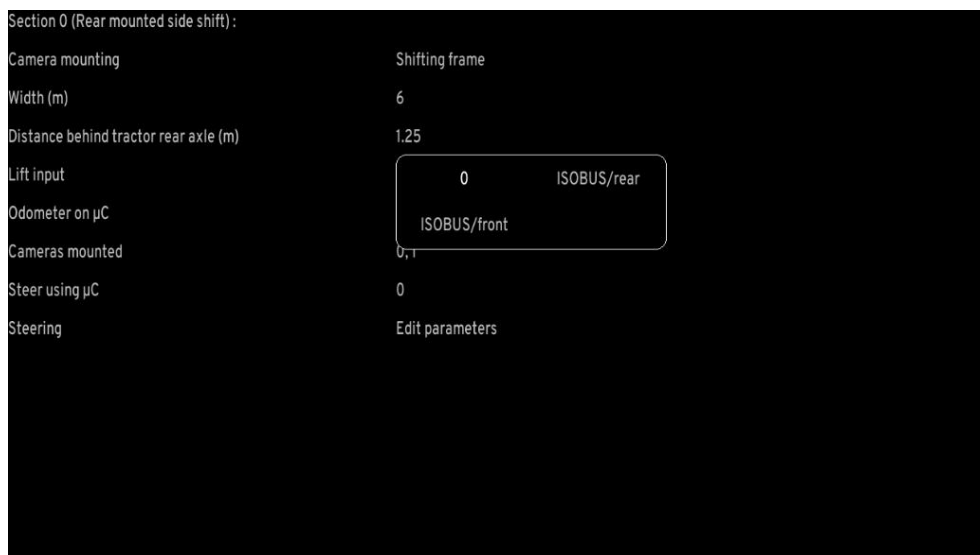 Section 0 (Rear mounted side shift) :
Camera mounting Shifting frame
Width (m) 6
Distance behind tractor rear axle (m) 1.25
Lift input 0 ISOBUS/rear
Odometer on µC
ISOBUS/front
Cameras mounted 0,1
Steer using µC 0
Steering Edit parameters